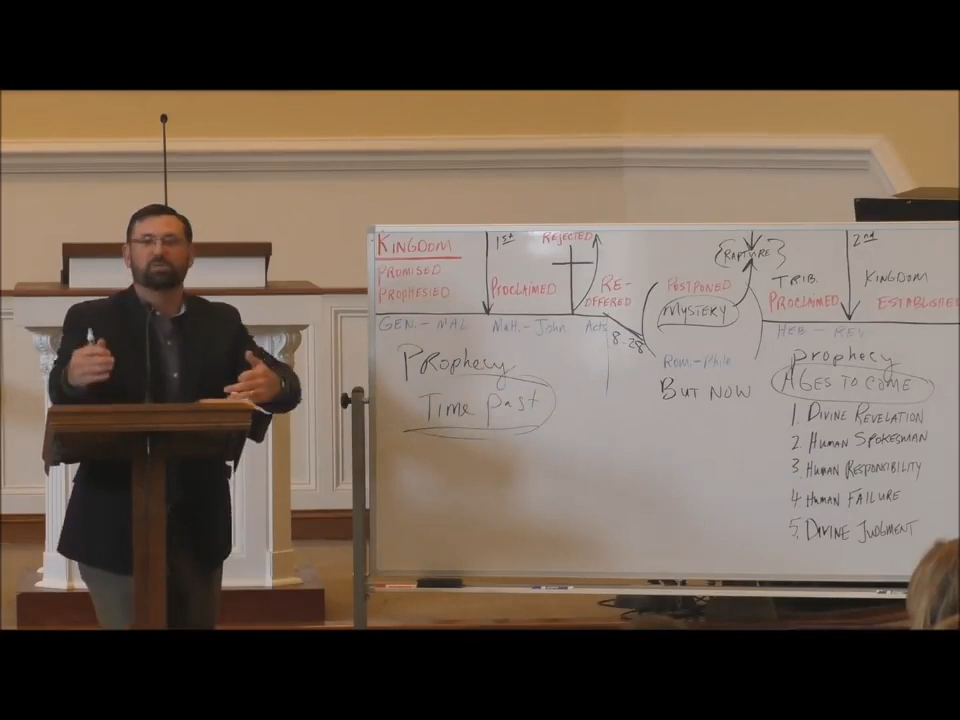 KINGDOM
PROMISED
PROPHESIED
GEN. - MAL
1st
PROCLAIMED
Matt. - John
REJECTED
RE-
OFFERED
Acts
8-28
POSTPONED
MYSTERY
Rom - Phile
BUT NOW
{RAPTURE}
TRIB.
PROCLAIMED
HEB - REV
2nd
KINGDOM
ESTABLISHED
Prophecy
Time Past
Prophecy
AGES TO COME
1. DIVINE REVELATION
2. HUMAN SPOKESMAN
3. HUMAN RESPONSIBILITY
4. HUMAN FAILURE
5. DIVINE JUDGMENT